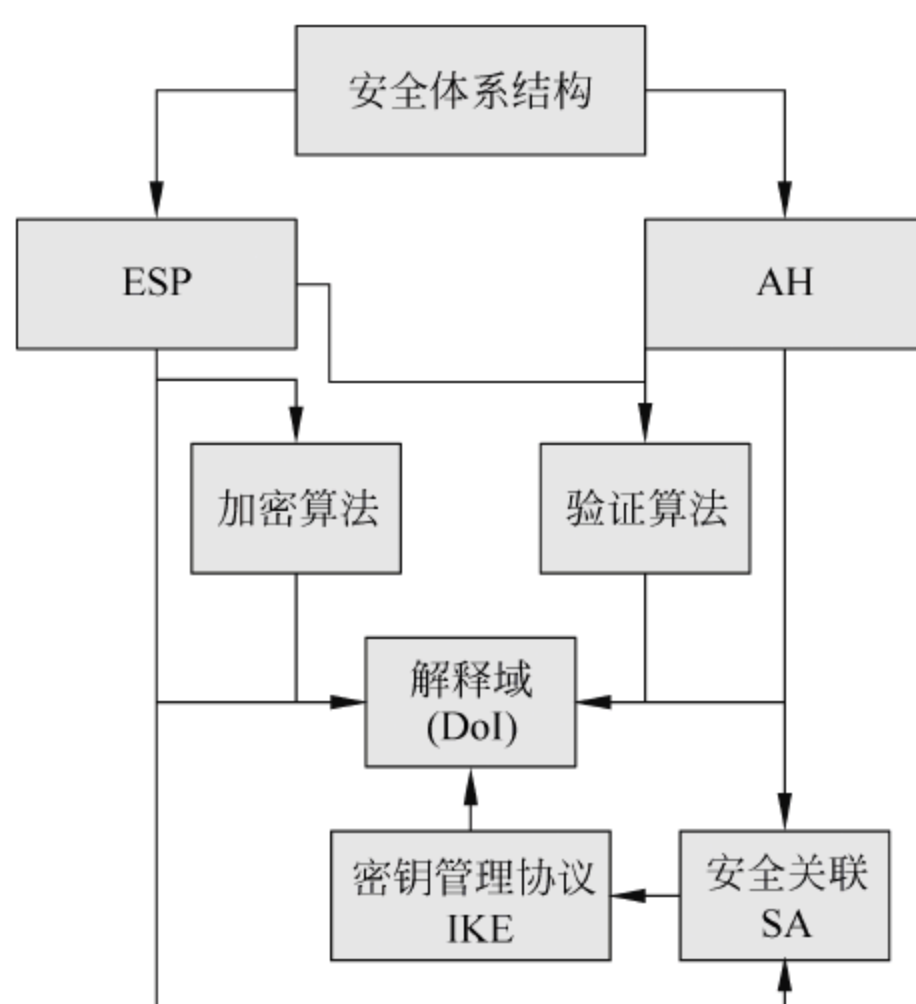 安全体系结构
ESP
AH
加密算法
验证算法
解释域
(DoI)
密钥管理协议
IKE
安全关联
SA